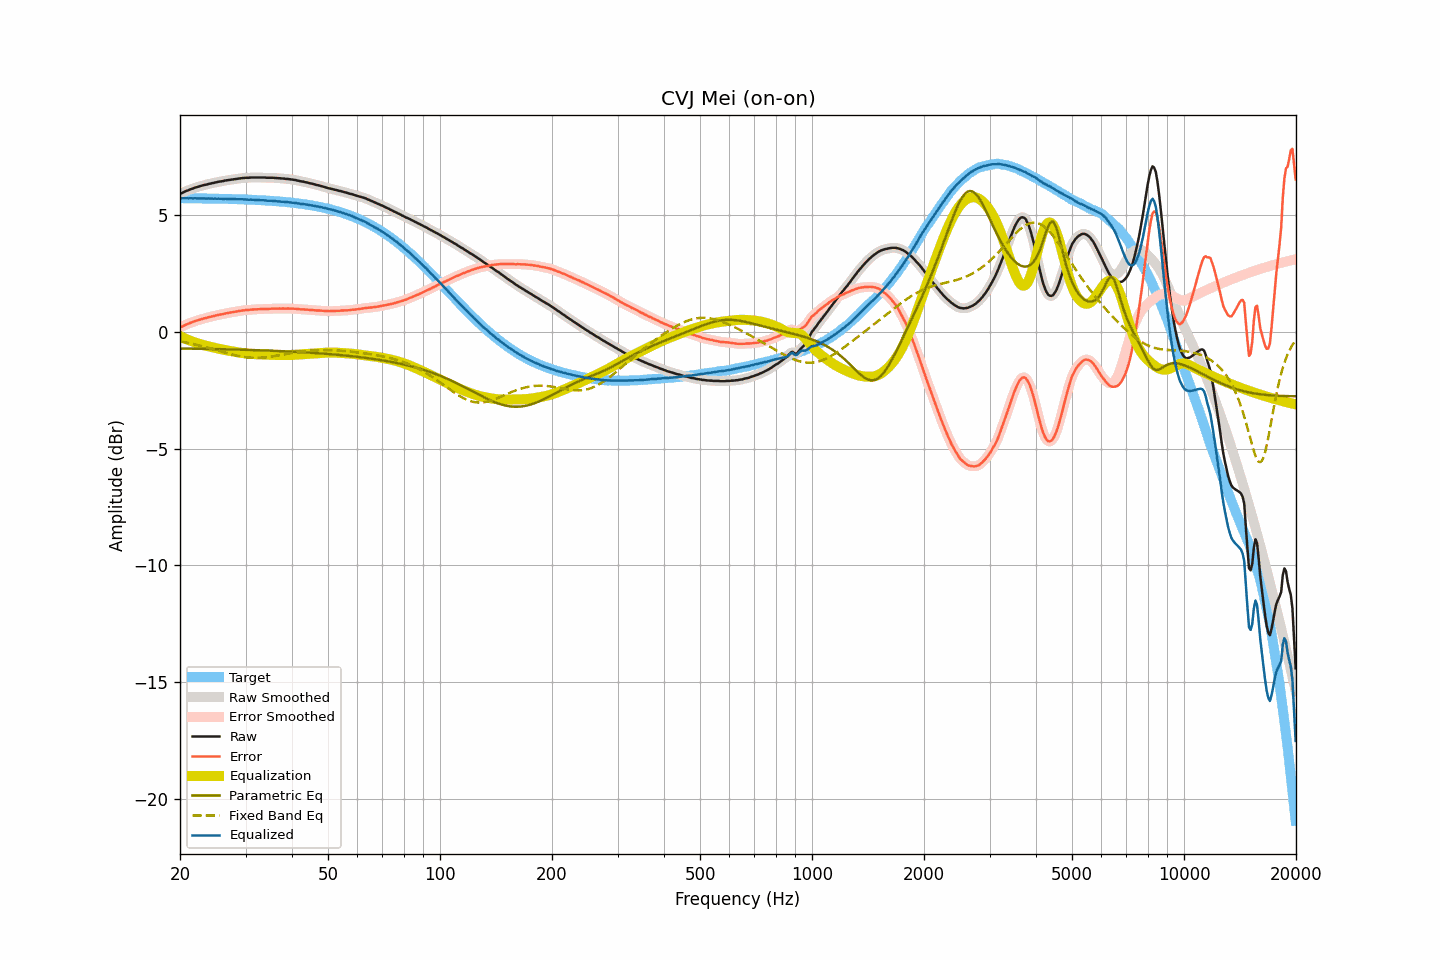 CVJ Mei (on-on)
Amplitude (dBr)
5
0
−5
−10
−15
−20
Target
Raw Smoothed
Error Smoothed
Raw
Error
Equalization
Parametric Eq
Fixed Band Eq
Equalized
20 50 100 200 500 1000 2000 5000 10000 20000
Frequency (Hz)